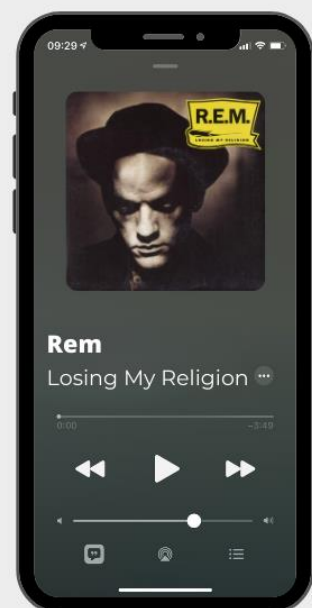 09:29
R.E.M.
LOSING MY RELIGION
Rem
Losing My Religion
0:00
-3:49